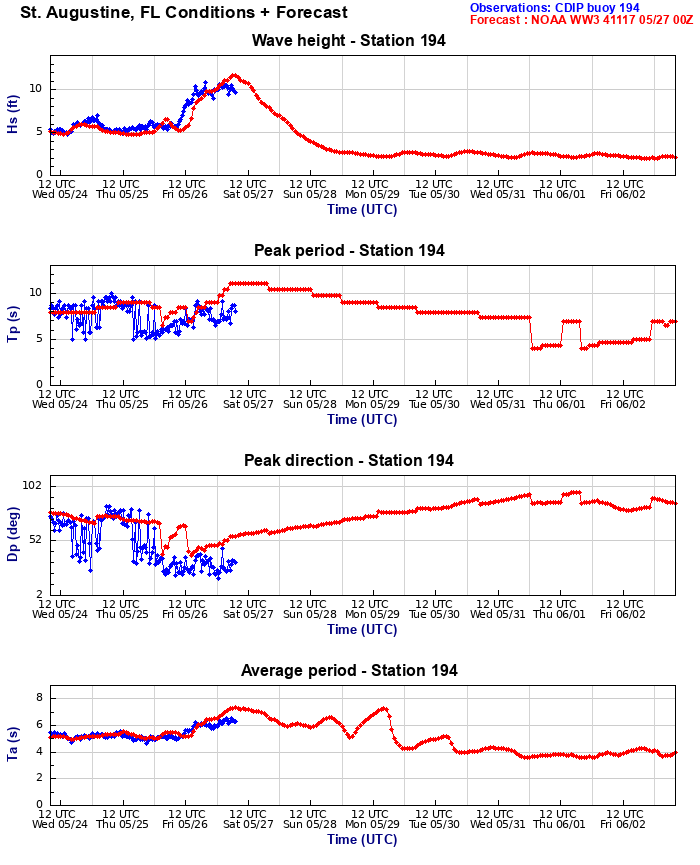 St. Augustine, FL Conditions + Forecast
Observations: CDIP buoy 194
Forecast : NOAA WW3 41117 05/27 00Z
Wave height - Station 194
Hs (ft)
10
5
0
12 UTC 12 UTC 12 UTC 12 UTC 12 UTC 12 UTC 12 UTC 12 UTC 12 UTC 12 UTC
Wed 05/24 Thu 05/25 Fri 05/26 Sat 05/27 Sun 05/28 Mon 05/29 Tue 05/30 Wed 05/31 Thu 06/01 Fri 06/02
Time (UTC)
Peak period - Station 194
Tp (s)
10
5
0
12 UTC 12 UTC 12 UTC 12 UTC 12 UTC 12 UTC 12 UTC 12 UTC 12 UTC 12 UTC
Wed 05/24 Thu 05/25 Fri 05/26 Sat 05/27 Sun 05/28 Mon 05/29 Tue 05/30 Wed 05/31 Thu 06/01 Fri 06/02
Time (UTC)
Peak direction - Station 194
Dp (deg)
102
52
2
12 UTC 12 UTC 12 UTC 12 UTC 12 UTC 12 UTC 12 UTC 12 UTC 12 UTC 12 UTC
Wed 05/24 Thu 05/25 Fri 05/26 Sat 05/27 Sun 05/28 Mon 05/29 Tue 05/30 Wed 05/31 Thu 06/01 Fri 06/02
Time (UTC)
Average period - Station 194
Ta (s)
8
6
4
2
0
12 UTC 12 UTC 12 UTC 12 UTC 12 UTC 12 UTC 12 UTC 12 UTC 12 UTC 12 UTC
Wed 05/24 Thu 05/25 Fri 05/26 Sat 05/27 Sun 05/28 Mon 05/29 Tue 05/30 Wed 05/31 Thu 06/01 Fri 06/02
Time (UTC)